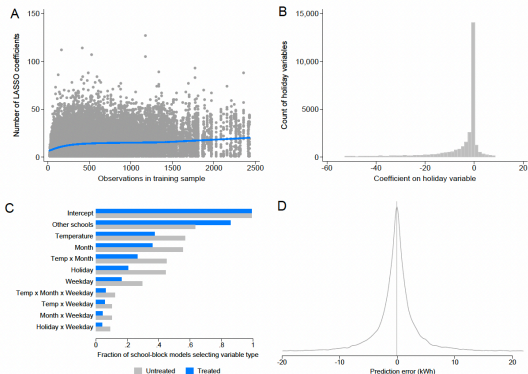 A
Number of LASSO coefficients
150
100
50
0
0 500 1000 1500 2000 2500
Observations in training sample
B
Count of holiday variables
15,000
10,000
5,000
0
-60 -40 -20 0 20
Coefficient on holiday variable
C
Intercept
Other schools
Temperature
Month
Temp x Month
Holiday
Weekday
Temp x Month x Weekday
Temp x Weekday
Month x Weekday
Holiday x Weekday
0 .2 .4 .6 .8 1
Fraction of school-block models selecting variable type
Untreated Treated
D
-20 -10 0 10 20
Prediction error (kWh)